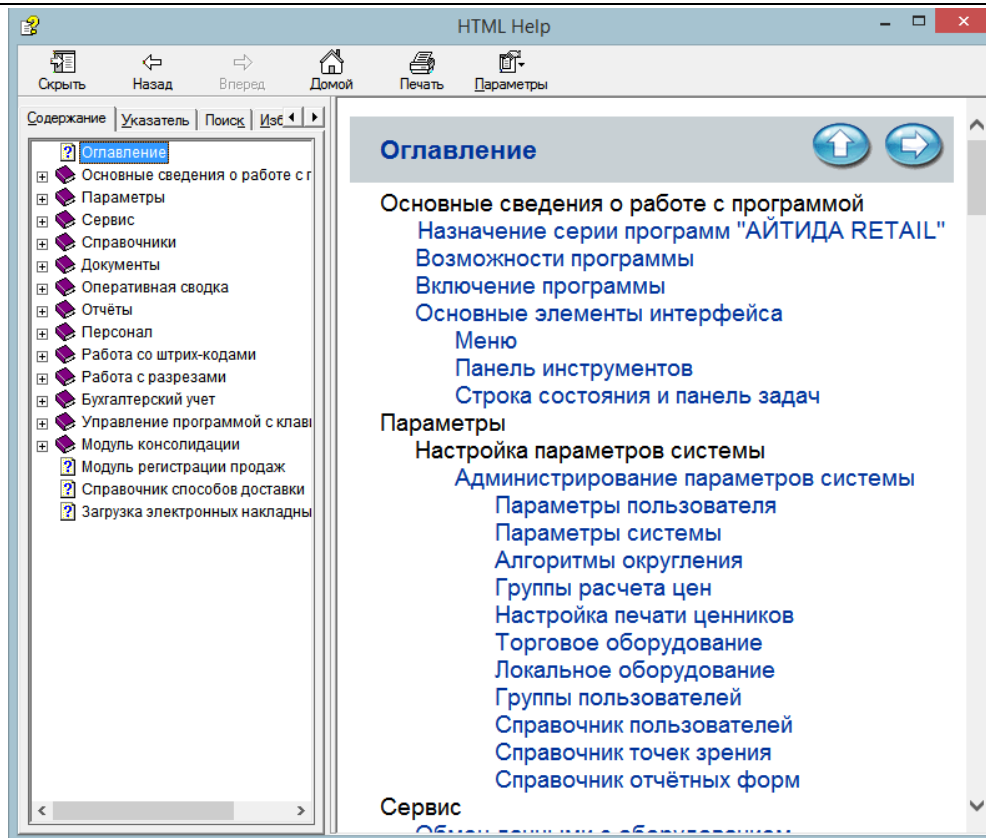 HTML Help
Скрыть Назад Вперед Домой Печать Параметры
Содержание Указатель Поиск Изб
Оглавление
Основные сведения о работе с г
Параметры
Сервис
Справочники
Документы
Оперативная сводка
Отчёты
Персонал
Работа со штрих-кодами
Работа с разрезами
Бухгалтерский учет
Управление программой с клаві
Модуль консолидации
Модуль регистрации продаж
Справочник способов доставки
Загрузка электронных накладны
Оглавление
Основные сведения о работе с программой
Назначение серии программ "АЙТИДА RETAIL"
Возможности программы
Включение программы
Основные элементы интерфейса
Меню
Панель инструментов
Строка состояния и панель задач
Параметры
Настройка параметров системы
Администрирование параметров системы
Параметры пользователя
Параметры системы
Алгоритмы округления
Группы расчета цен
Настройка печати ценников
Торговое оборудование
Локальное оборудование
Группы пользователей
Справочник пользователей
Справочник точек зрения
Справочник отчётных форм
Сервис
Обмен данными с оборудованием